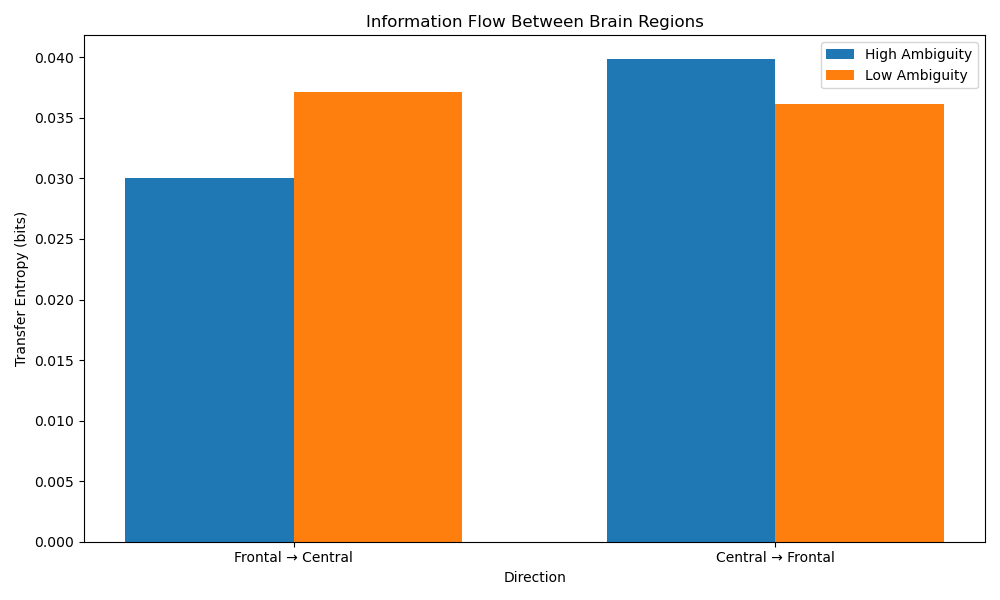 Information Flow Between Brain Regions
High Ambiguity
Low Ambiguity
Transfer Entropy (bits)
0.040
0.035
0.030
0.025
0.020
0.015
0.010
0.005
0.000
Frontal → Central
Central → Frontal
Direction